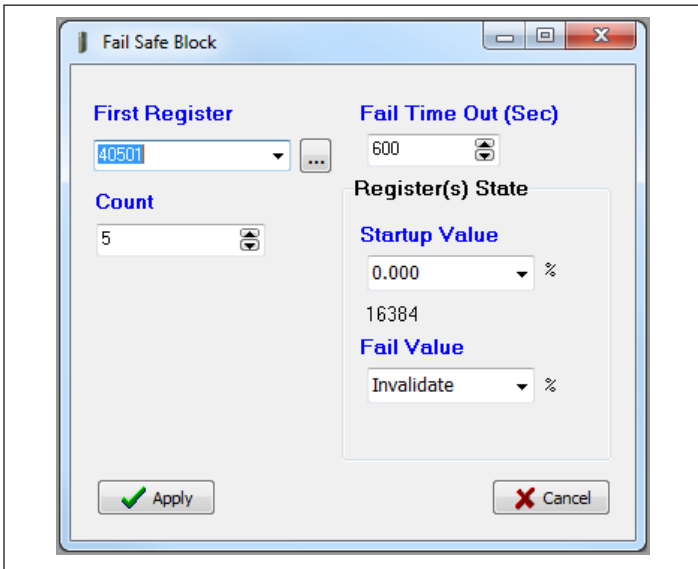 Fail Safe Block
First Register
40501
...
Count
5
Fail Time Out (Sec)
600
Register(s) State
Startup Value
0.000 %
16384
Fail Value
Invalidate %
Apply
Cancel